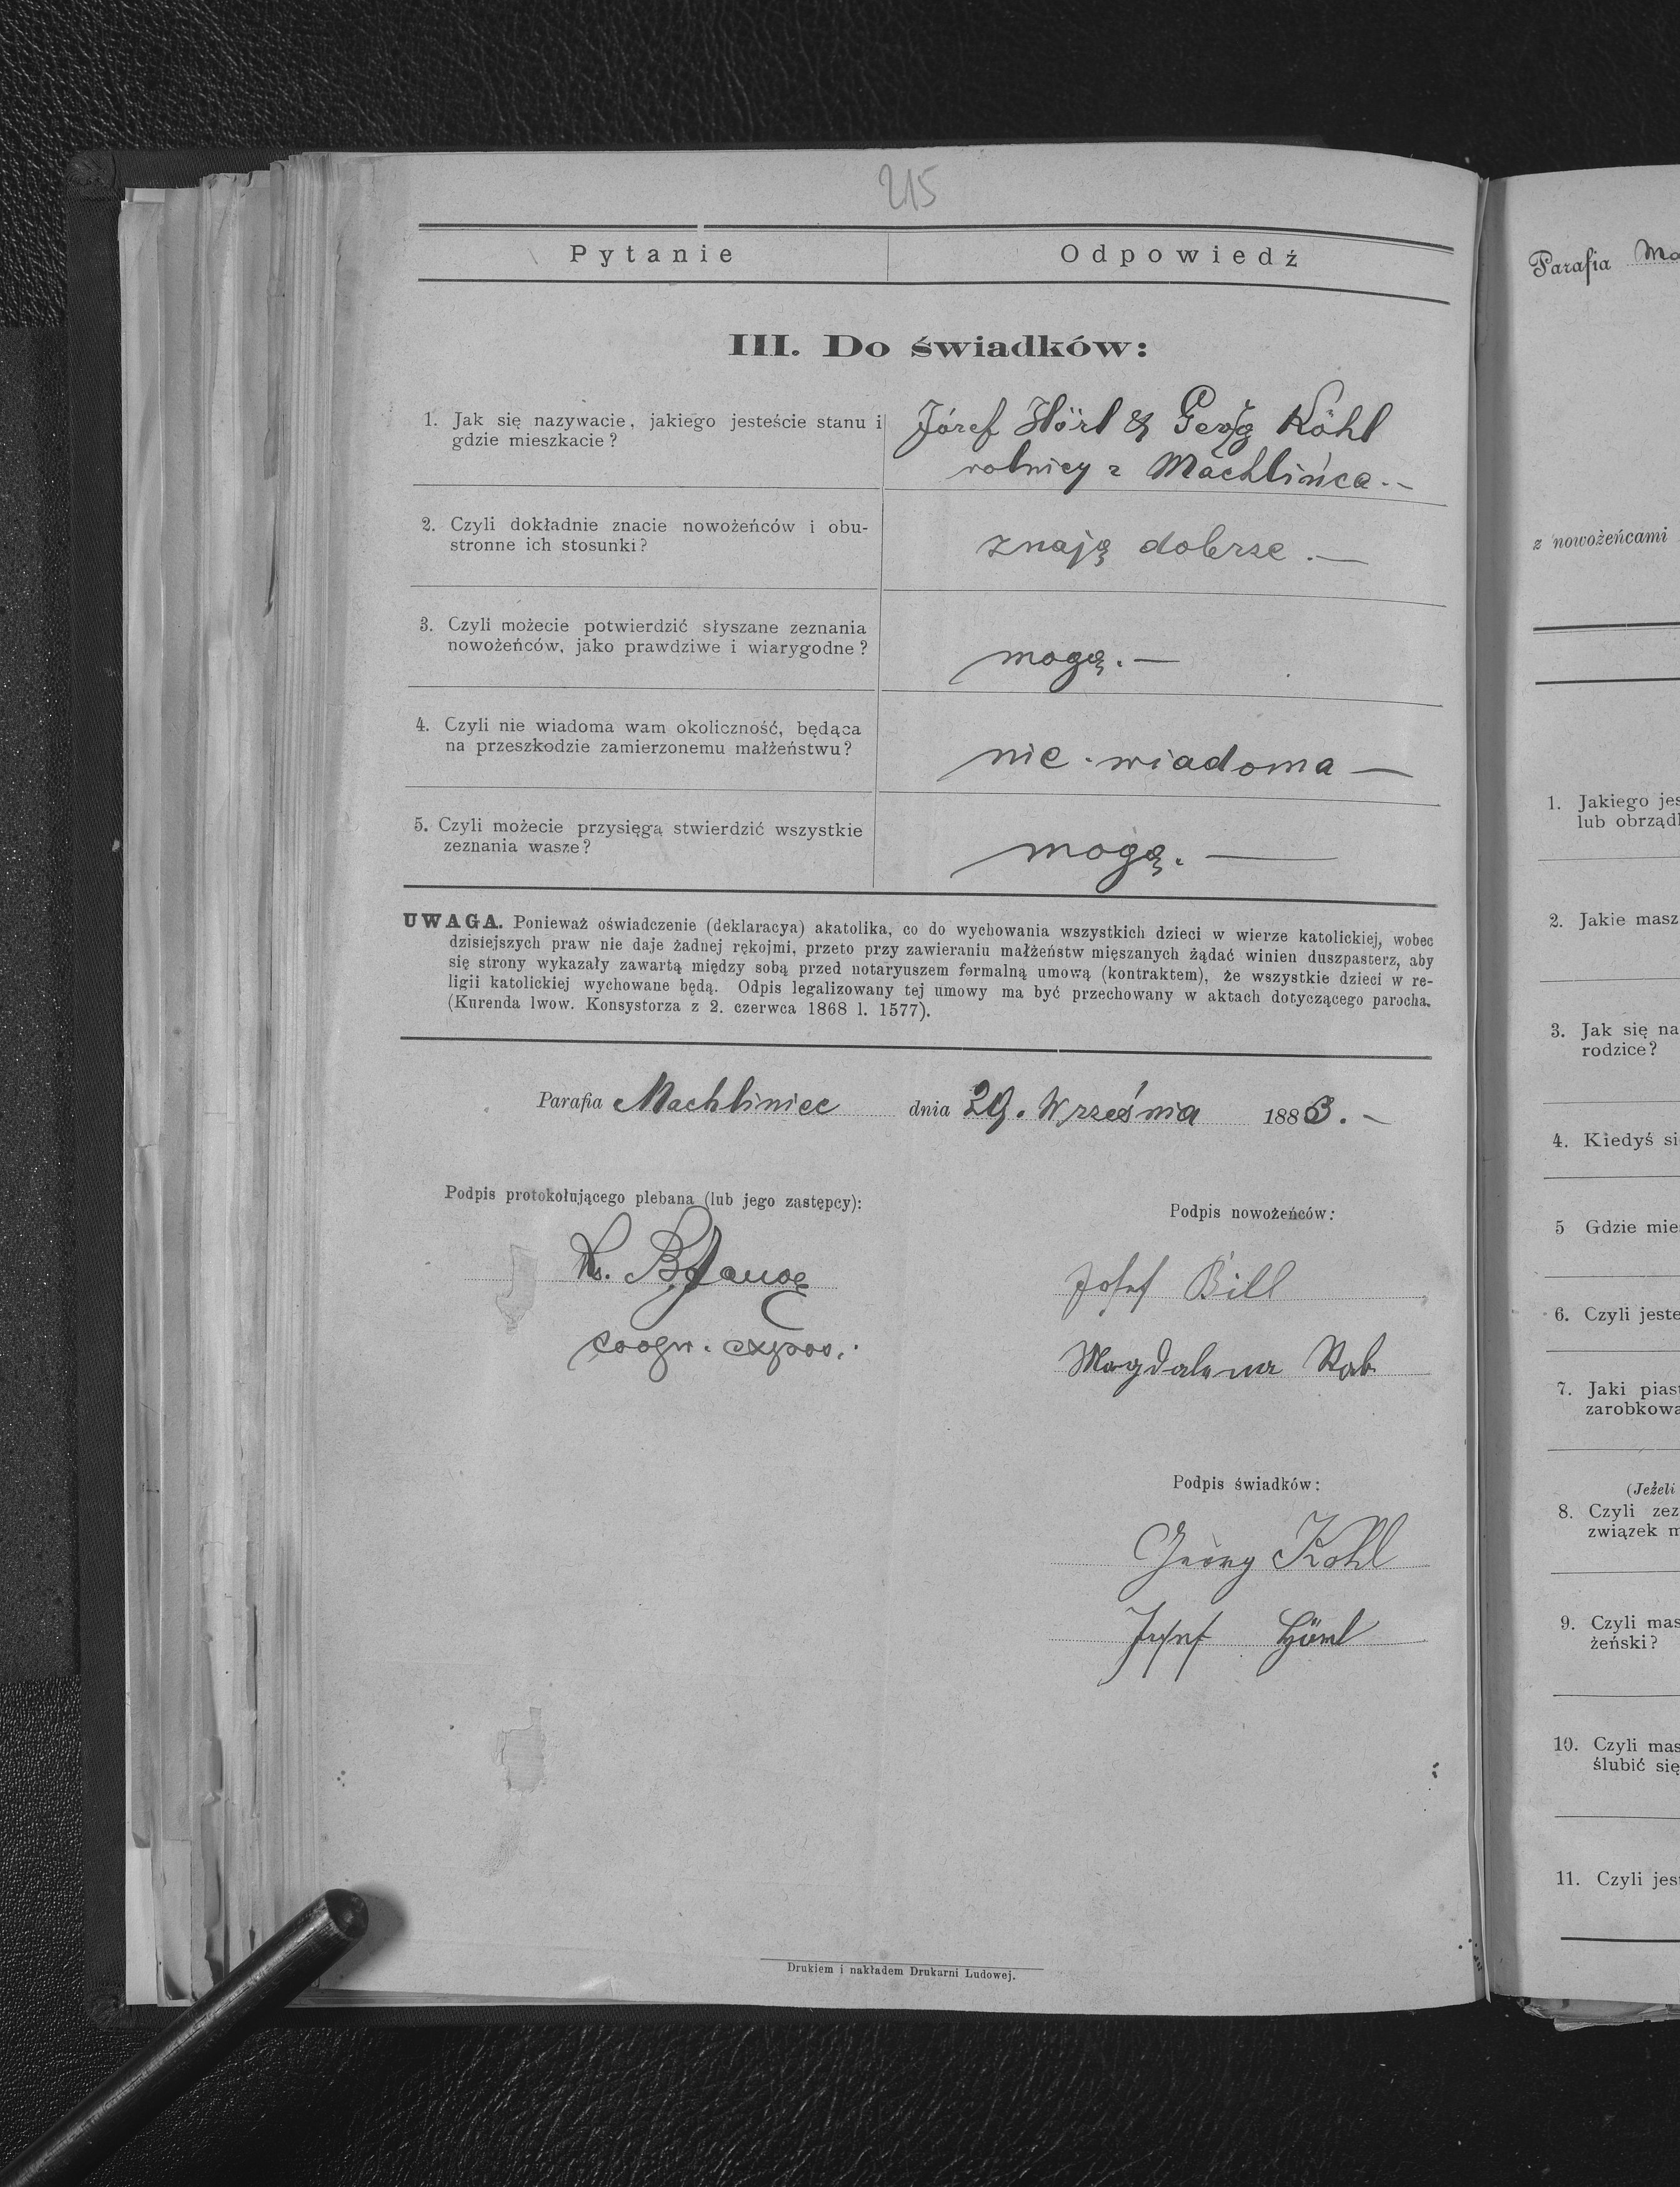 215
Pytanie
Odpowiedź
III. Do świadków:
1. Jak się nazywacie, jakiego jesteście stanu i
gdzie mieszkacie?
Józef Hörl & Georg Köhl
rolnicy z Machlińca.-
2. Czyli dokładnie znacie nowożeńców i obu-
stronne ich stosunki?
znają dobrze. —
3. Czyli możecie potwierdzić słyszane zeznania
nowożeńców, jako prawdziwe i wiarygodne?
mogą. —
4. Czyli nie wiadoma wam okoliczność, będąca
na przeszkodzie zamierzonemu małżeństwu?
nie wiadoma —
5. Czyli możecie przysięgą stwierdzić wszystkie
zeznania wasze?
mogą. —
UWAGA. Ponieważ oświadczenie (deklaracya) akatolika, co do wychowania wszystkich dzieci w wierze katolickiej, wobec
dzisiejszych praw nie daje żadnej rękojmi, przeto przy zawieraniu małżeństw mięszanych żądać winien duszpasterz, aby
się strony wykazały zawartą między sobą przed notaryuszem formalną umową (kontraktem), że wszystkie dzieci w re-
ligii katolickiej wychowane będą. Odpis legalizowany tej umowy ma być przechowany w aktach dotyczącego parocha.
(Kurenda lwow. Konsystorza z 2. czerwca 1868 l. 1577).
Parafia Machliniec dnia 29. Września 1883. -
Podpis protokołującego plebana (lub jego zastępcy):
Podpis nowożeńców:
Ks.
Josef Bill
Magdalena Rab
Podpis świadków:
Georg Kohl
Josef Hörl
Drukiem i nakładem Drukarni Ludowej.
Parafia Ma
z nowożeńcami
1. Jakiego jes
lub obrządk
2. Jakie masz
3. Jak się na
rodzice?
4. Kiedyś si
5 Gdzie mie
6. Czyli jeste
7. Jaki pias
zarobkowa
(Jeżeli
8. Czyli zez
związek m
9. Czyli mas
żeński?
10. Czyli mas
ślubić się
11. Czyli jes